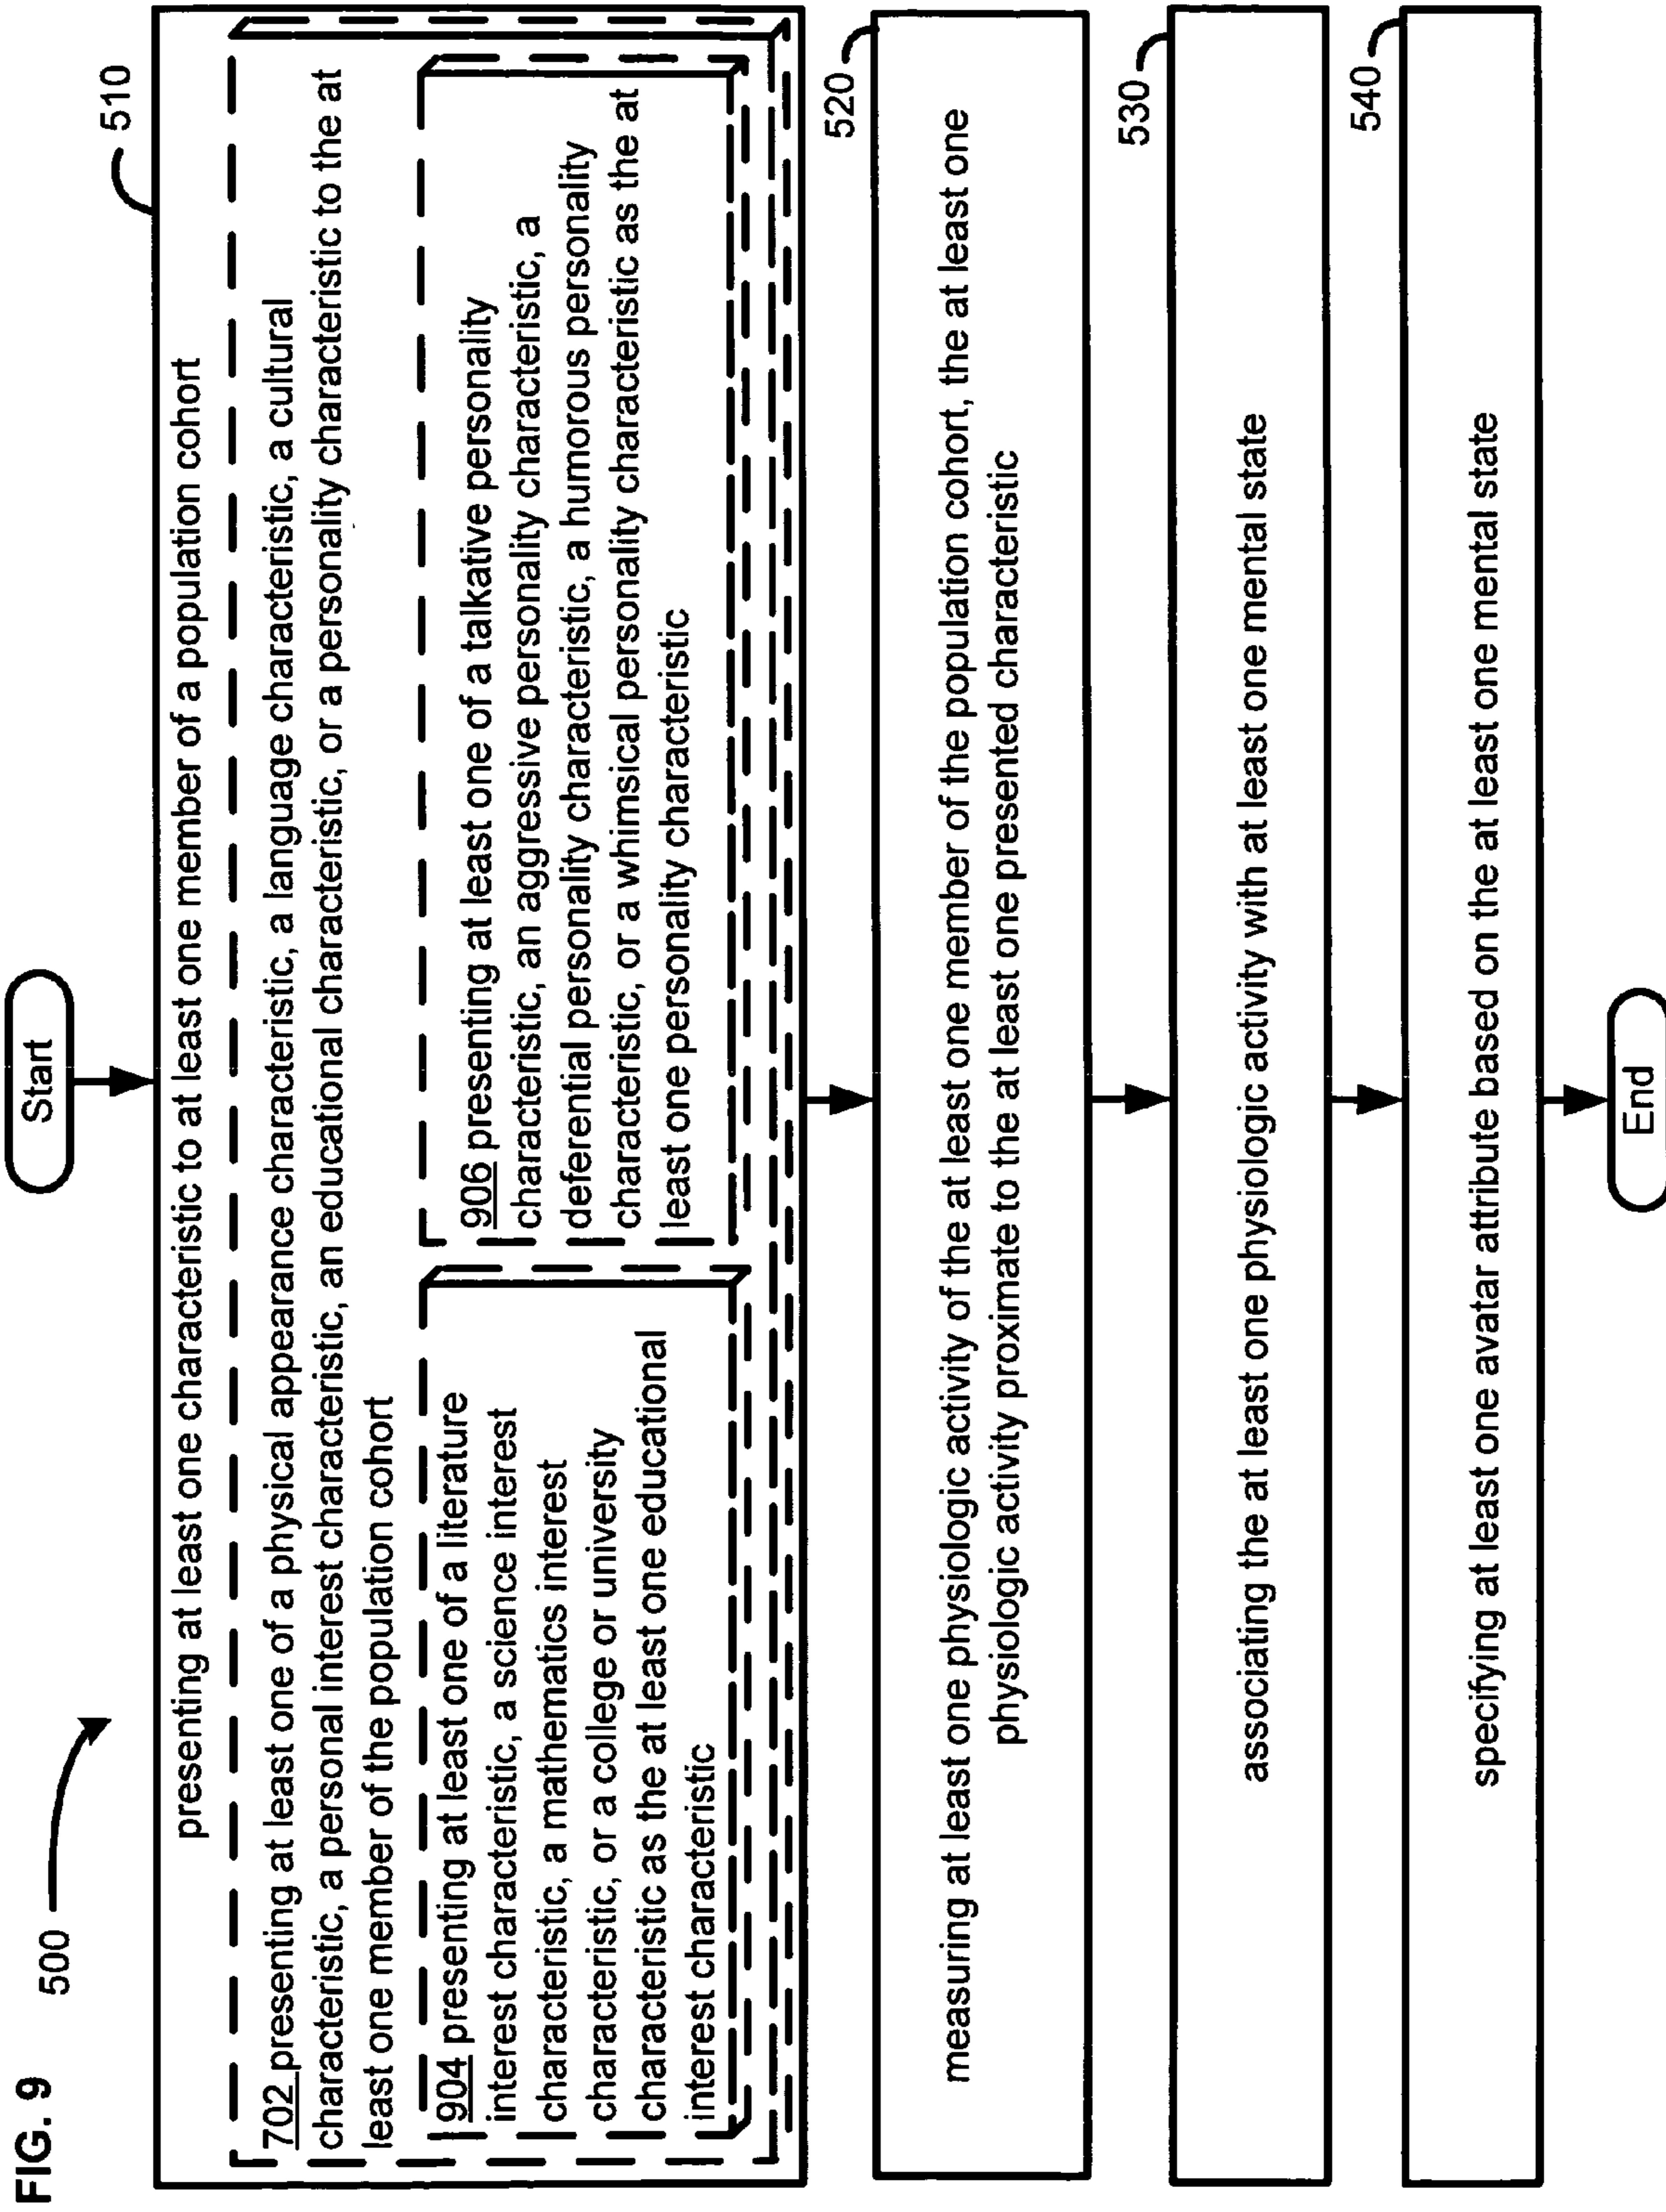 FIG. 9
500
Start
510
presenting at least one characteristic to at least one member of a population cohort
702 presenting at least one of a physical appearance characteristic, a language characteristic, a cultural
characteristic, a personal interest characteristic, an educational characteristic, or a personality characteristic to the at
least one member of the population cohort
904 presenting at least one of a literature
interest characteristic, a science interest
characteristic, a mathematics interest
characteristic, or a college or university
characteristic as the at least one educational
interest characteristic
906 presenting at least one of a talkative personality
characteristic, an aggressive personality characteristic, a
deferential personality characteristic, a humorous personality
characteristic, or a whimsical personality characteristic as the at
least one personality characteristic
520
measuring at least one physiologic activity of the at least one member of the population cohort, the at least one
physiologic activity proximate to the at least one presented characteristic
530
associating the at least one physiologic activity with at least one mental state
540
specifying at least one avatar attribute based on the at least one mental state
End